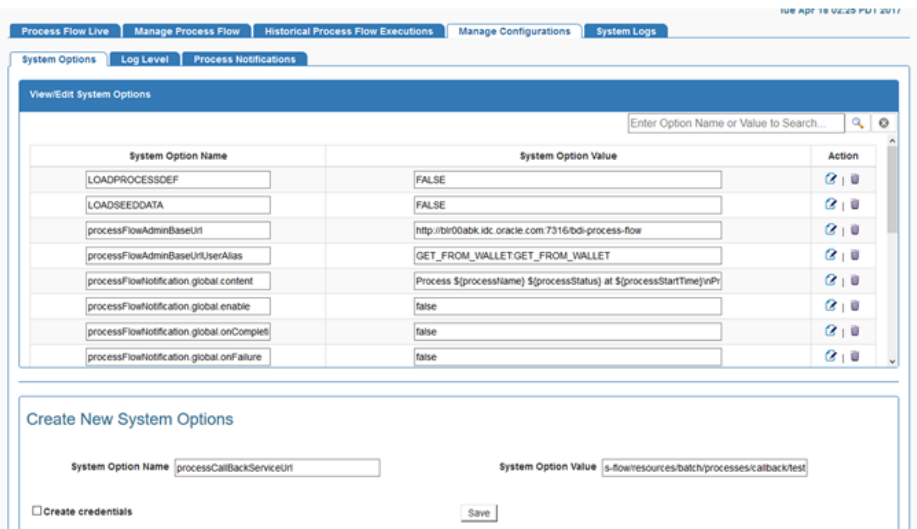 Tue Apr 18 02:25 PDT 2017
Process Flow Live Manage Process Flow Historical Process Flow Executions Manage Configurations System Logs
System Options Log Level Process Notifications
View/Edit System Options
Enter Option Name or Value to Search...
System Option Name System Option Value Action
LOADPROCESSDEF FALSE |
LOADSEEDDATA FALSE |
processFlowAdminBaseUrl http://blr00abk.idc.oracle.com:7316/bdi-process-flow |
processFlowAdminBaseUrlUserAlias GET_FROM_WALLET:GET_FROM_WALLET |
processFlowNotification.global.content Process ${processName} ${processStatus} at ${processStartTime}\nPr |
processFlowNotification.global.enable false |
processFlowNotification.global.onCompleti false |
processFlowNotification.global.onFailure false |
Create New System Options
System Option Name processCallBackServiceUrl System Option Value s-flow/resources/batch/processes/callback/test
Create credentials Save